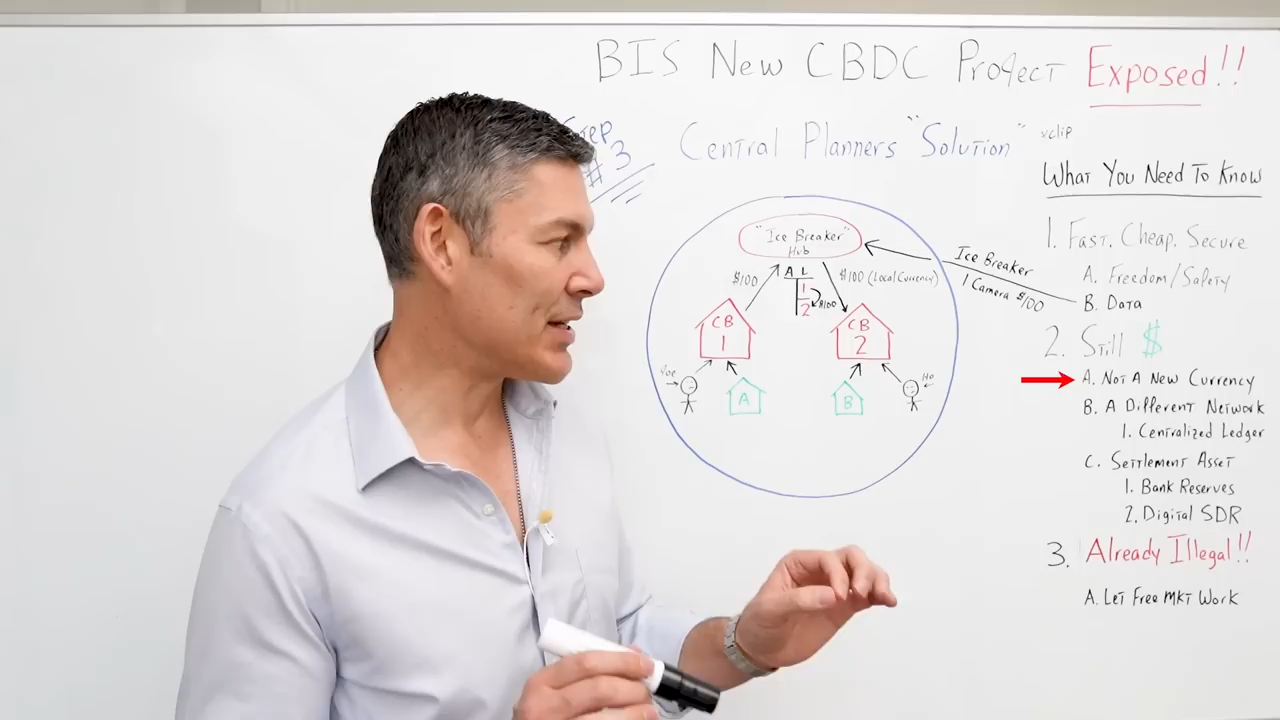 BIS New CBDC Project Exposed!!
Step
#3
Central Planners "Solution"
*clip
"Ice Breaker"
Hub
$100
A L
1
2
$100
$100 (Local Currency)
CB
1
CB
2
Joe
A
B
Mo
Ice Breaker
1 Camera $100
What You Need To Know
1. Fast. Cheap. Secure
A. Freedom/Safety
B. Data
2. Still $
A. Not A New Currency
B. A Different Network
1. Centralized Ledger
C. Settlement Asset
1. Bank Reserves
2. Digital SDR
3. Already Illegal!!
A. Let Free Mkt Work